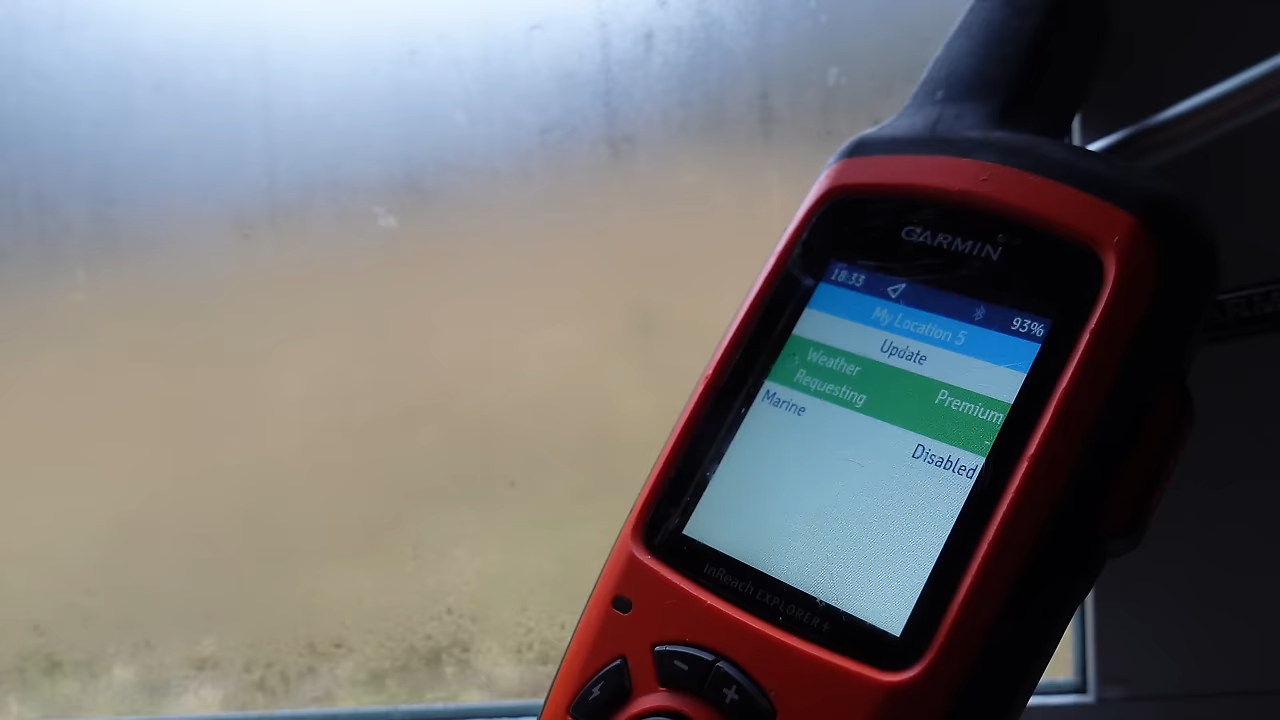 GARMIN
18:33 93%
My Location 5
Update
Weather
Requesting Premium
Marine
Disabled
inReach EXPLORER+